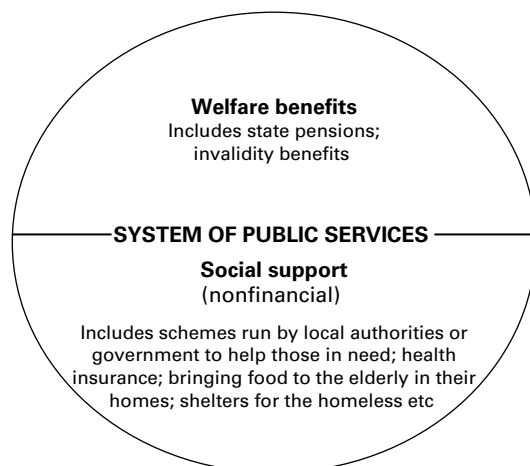 Welfare benefits
Includes state pensions;
invalidity benefits
SYSTEM OF PUBLIC SERVICES
Social support
(nonfinancial)
Includes schemes run by local authorities or
government to help those in need; health
insurance; bringing food to the elderly in their
homes; shelters for the homeless etc